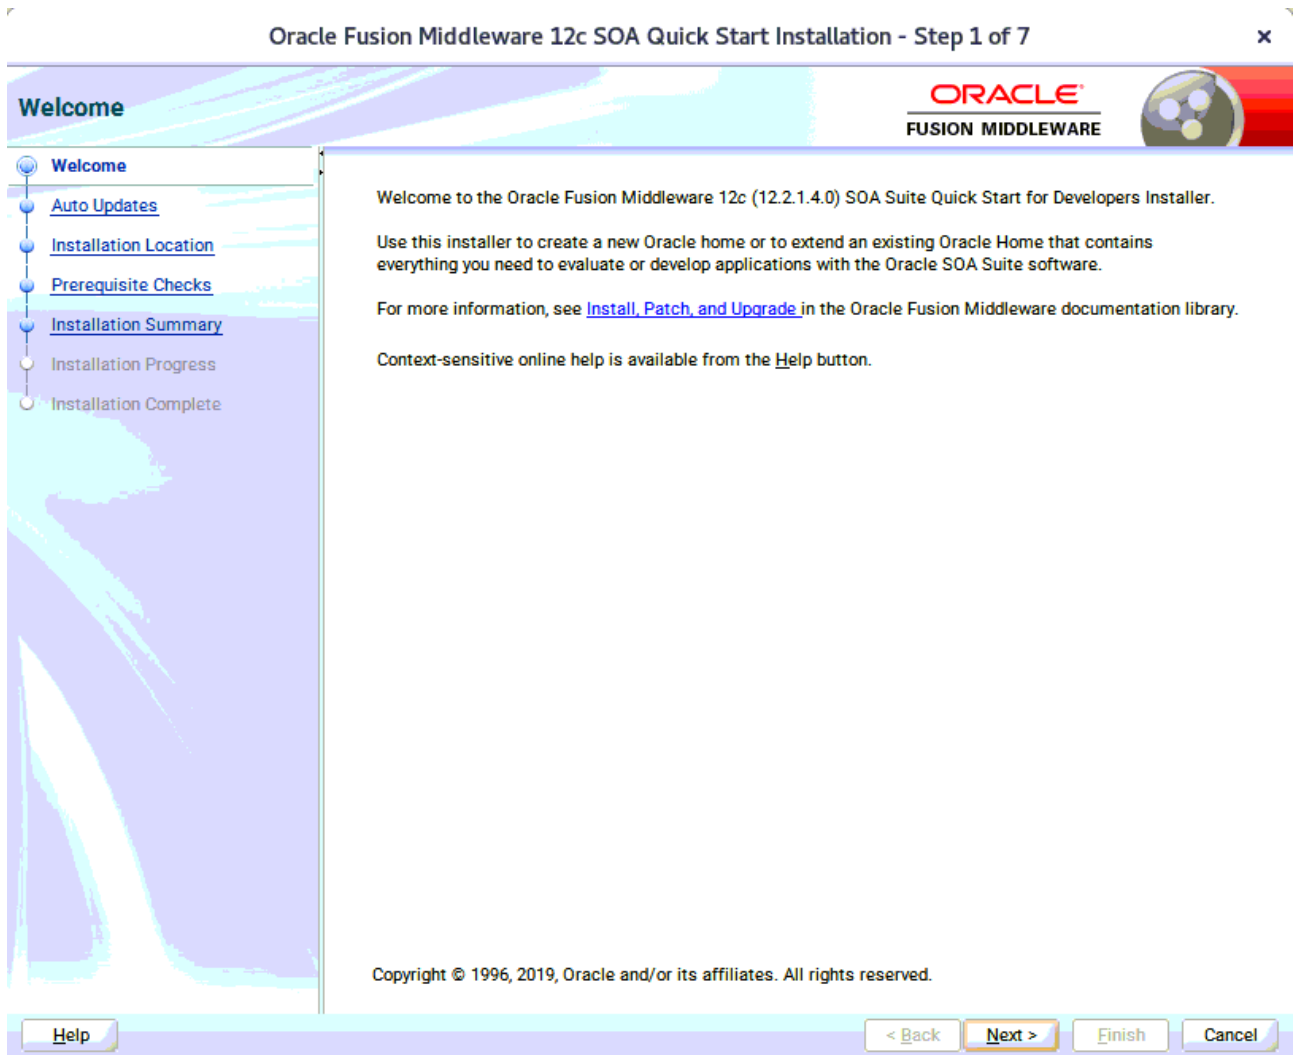 Oracle Fusion Middleware 12c SOA Quick Start Installation - Step 1 of 7
Welcome
ORACLE
FUSION MIDDLEWARE
Welcome
Auto Updates
Installation Location
Prerequisite Checks
Installation Summary
Installation Progress
Installation Complete
Welcome to the Oracle Fusion Middleware 12c (12.2.1.4.0) SOA Suite Quick Start for Developers Installer.
Use this installer to create a new Oracle home or to extend an existing Oracle Home that contains
everything you need to evaluate or develop applications with the Oracle SOA Suite software.
For more information, see Install, Patch, and Upgrade in the Oracle Fusion Middleware documentation library.
Context-sensitive online help is available from the Help button.
Copyright © 1996, 2019, Oracle and/or its affiliates. All rights reserved.
Help
< Back
Next >
Finish
Cancel